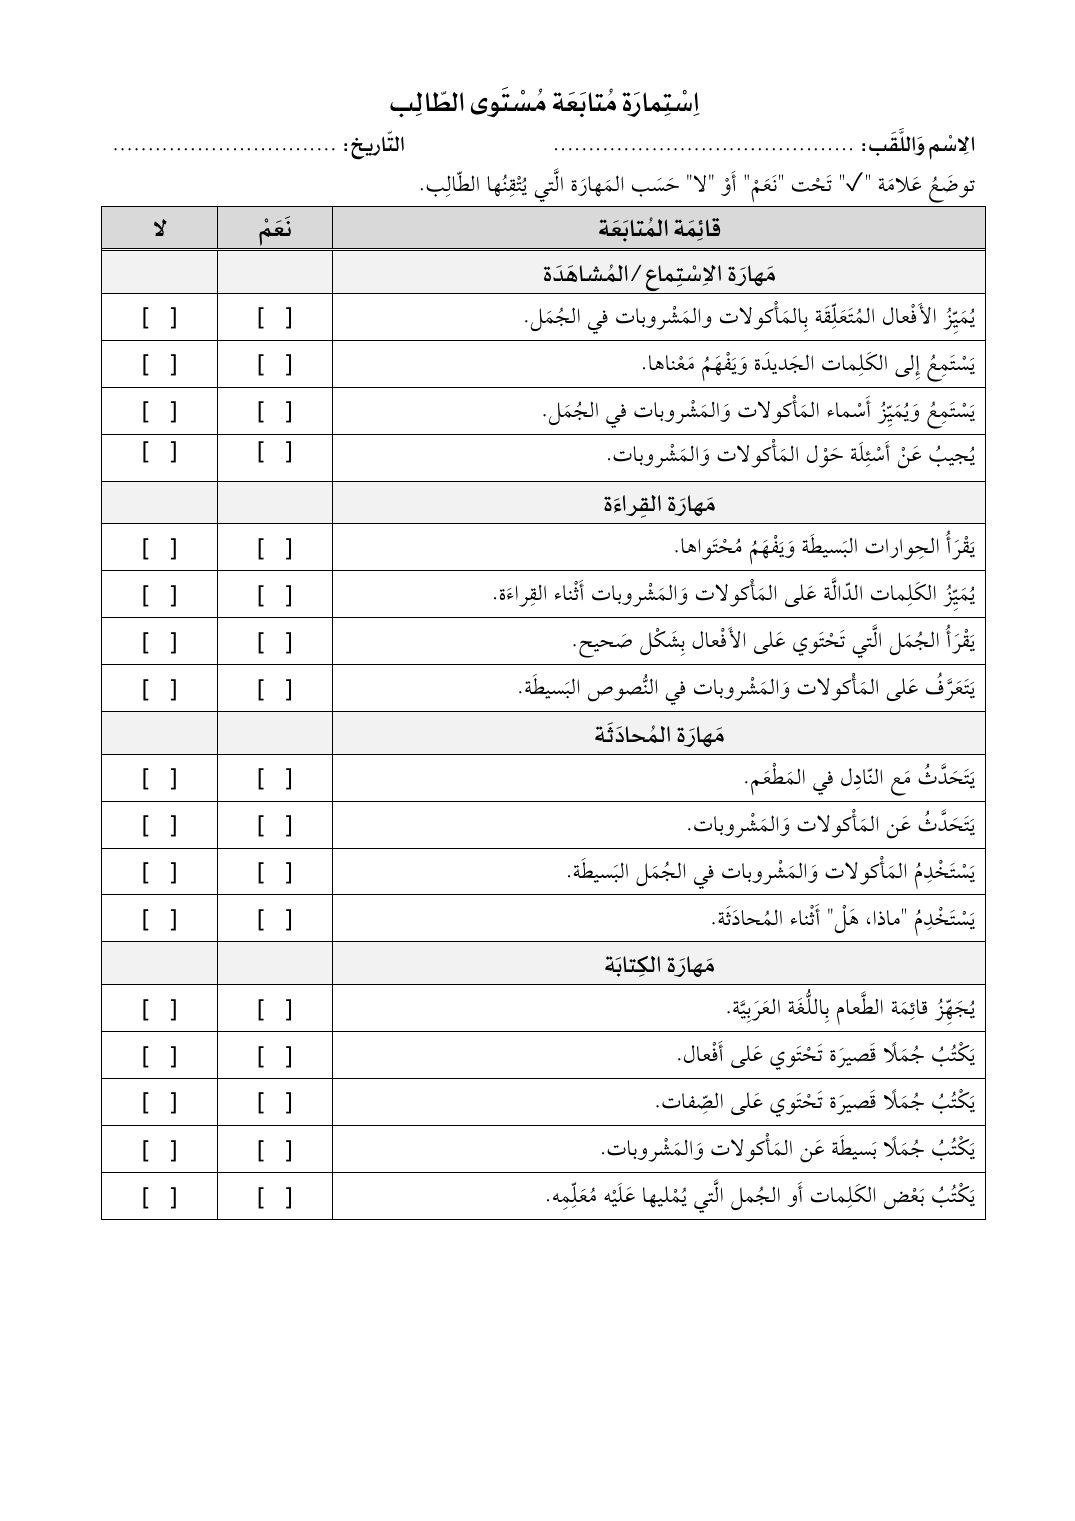 اِسْتِمارَة مُتابَعَة مُسْتَوى الطّالِب
الِاسْم وَاللَّقَب: .......................................... التّاريخ: ................................
توضَعُ عَلامَة "✓" تَحْت "نَعَمْ" أَوْ "لا" حَسَب المَهارَة الَّتي يُتْقِنُها الطّالِب.
قائِمَة المُتابَعَة نَعَمْ لا
مَهارَة الاِسْتِماع/المُشاهَدَة
يُمَيِّزُ الأَفْعال المُتَعَلِّقَة بِالمَأْكولات والمَشْروبات في الجُمَل. [ ] [ ]
يَسْتَمِعُ إِلى الكَلِمات الجَديدَة وَيَفْهَمُ مَعْناها. [ ] [ ]
يَسْتَمِعُ وَيُمَيِّزُ أَسْماء المَأْكولات وَالمَشْروبات في الجُمَل. [ ] [ ]
يُجيبُ عَنْ أَسْئِلَة حَوْل المَأْكولات وَالمَشْروبات. [ ] [ ]
مَهارَة القِراءَة
يَقْرَأُ الحِوارات البَسيطَة وَيَفْهَمُ مُحْتَواها. [ ] [ ]
يُمَيِّزُ الكَلِمات الدّالَّة عَلى المَأْكولات وَالمَشْروبات أَثْناء القِراءَة. [ ] [ ]
يَقْرَأُ الجُمَل الَّتي تَحْتَوي عَلى الأَفْعال بِشَكْل صَحيح. [ ] [ ]
يَتَعَرَّفُ عَلى المَأْكولات وَالمَشْروبات في النُّصوص البَسيطَة. [ ] [ ]
مَهارَة المُحادَثَة
يَتَحَدَّثُ مَع النّادِل في المَطْعَم. [ ] [ ]
يَتَحَدَّثُ عَن المَأْكولات وَالمَشْروبات. [ ] [ ]
يَسْتَخْدِمُ المَأْكولات وَالمَشْروبات في الجُمَل البَسيطَة. [ ] [ ]
يَسْتَخْدِمُ "ماذا، هَلْ" أَثْناء المُحادَثَة. [ ] [ ]
مَهارَة الكِتابَة
يُجَهِّزُ قائِمَة الطَّعام بِاللُّغَة العَرَبِيَّة. [ ] [ ]
يَكْتُبُ جُمَلًا قَصيرَة تَحْتَوي عَلى أَفْعال. [ ] [ ]
يَكْتُبُ جُمَلًا قَصيرَة تَحْتَوي عَلى الصِّفات. [ ] [ ]
يَكْتُبُ جُمَلًا بَسيطَة عَن المَأْكولات وَالمَشْروبات. [ ] [ ]
يَكْتُبُ بَعْض الكَلِمات أَو الجُمل الَّتي يُمْليها عَلَيْه مُعَلِّمِه. [ ] [ ]